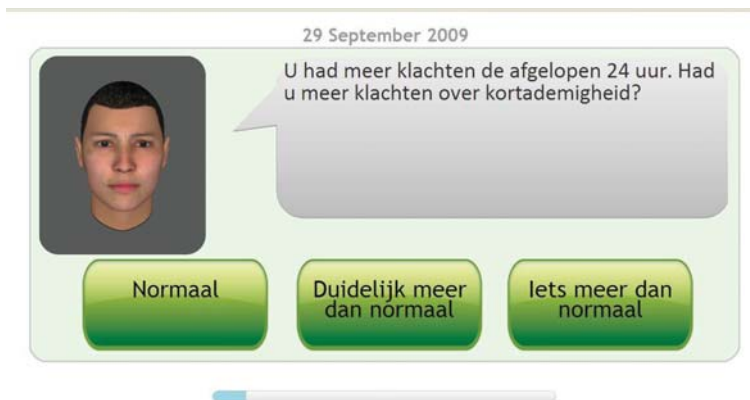 29 September 2009
U had meer klachten de afgelopen 24 uur. Had
u meer klachten over kortademigheid?
Normaal
Duidelijk meer
dan normaal
Iets meer dan
normaal